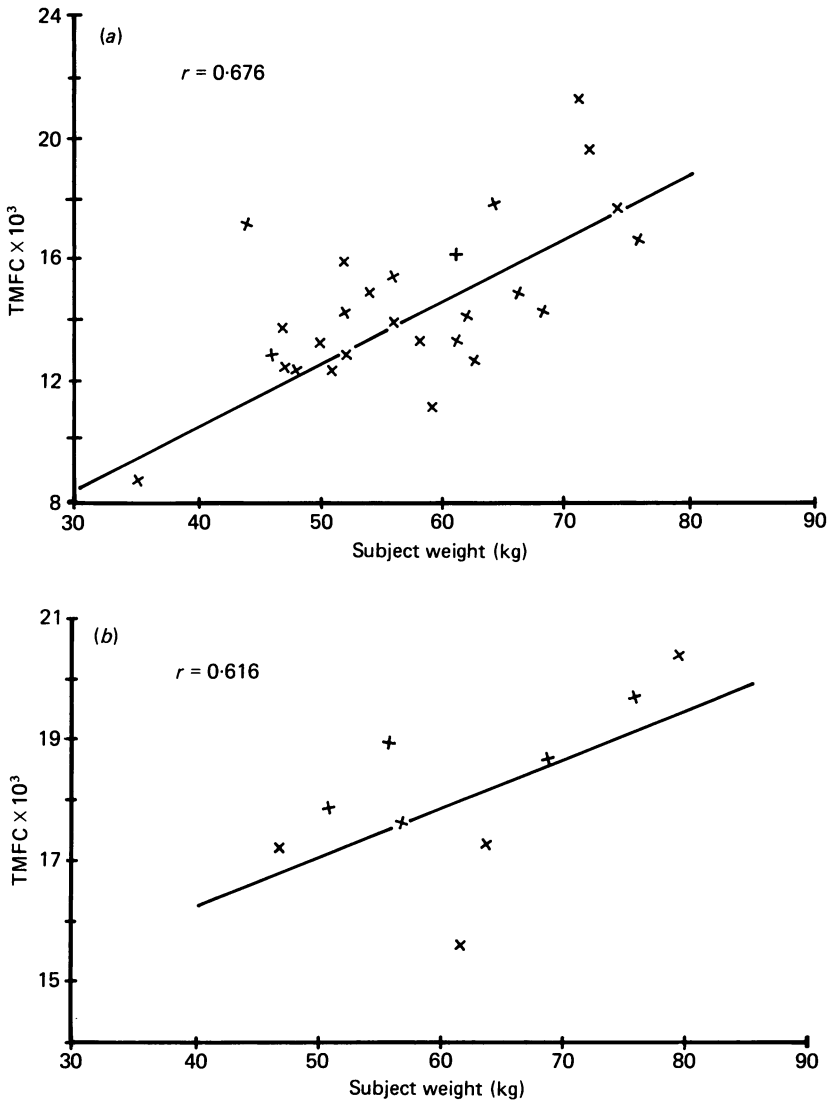 24
(a)
r = 0·676
20
16
12
8
TMFC × 10³
30 40 50 60 70 80 90
Subject weight (kg)
21
(b)
r = 0·616
19
17
15
TMFC × 10³
30 40 50 60 70 80 90
Subject weight (kg)